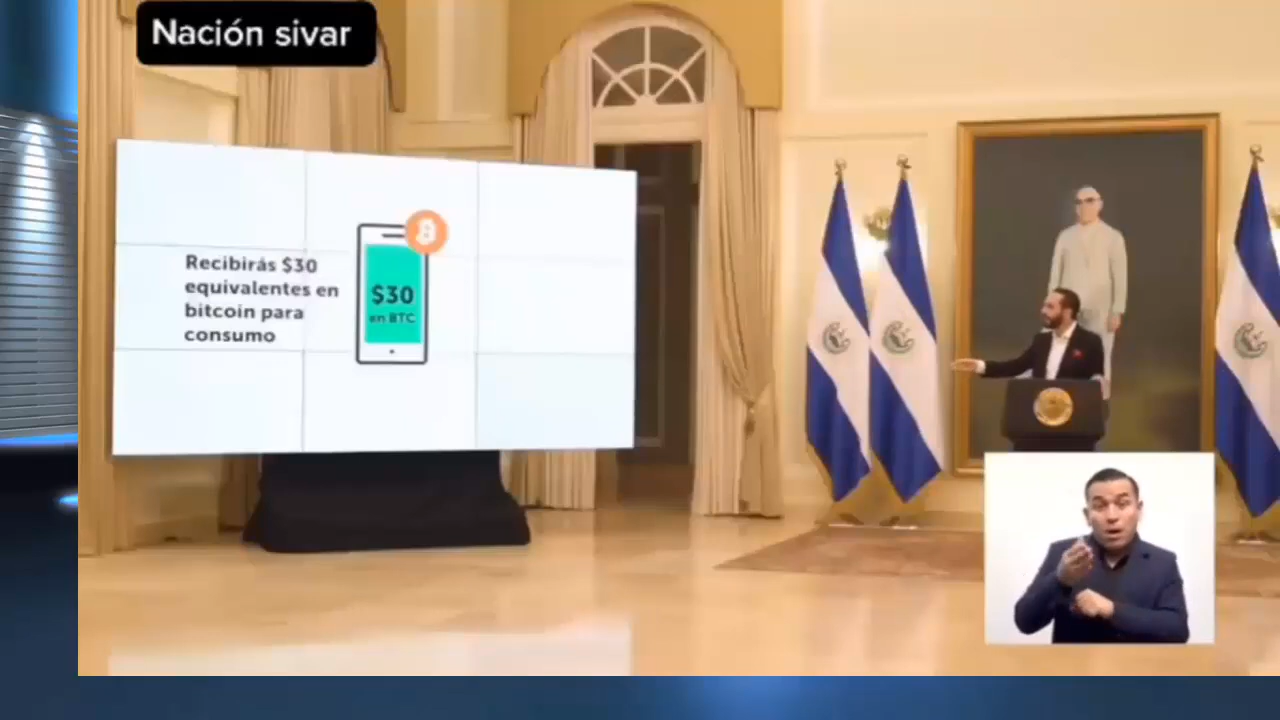 Nación sivar
Recibirás $30
equivalentes en
bitcoin para
consumo
$30
en BTC